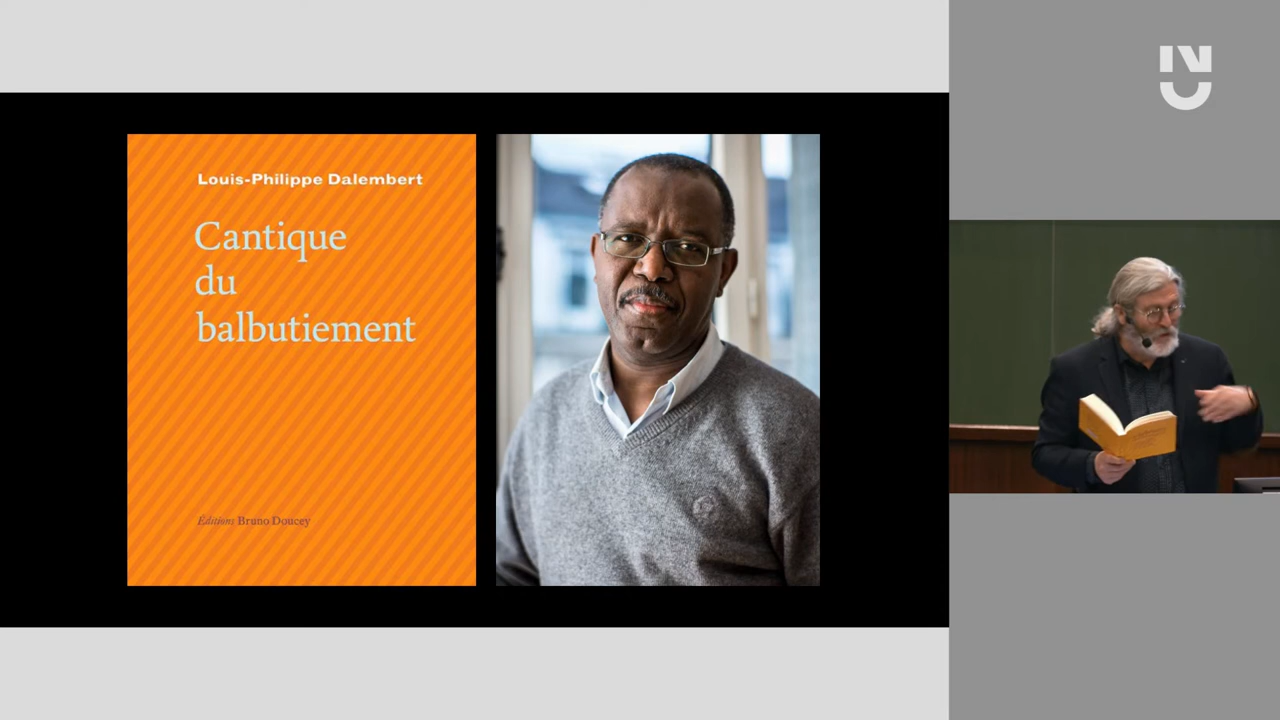 Louis-Philippe Dalembert
Cantique
du
balbutiement
Éditions Bruno Doucey